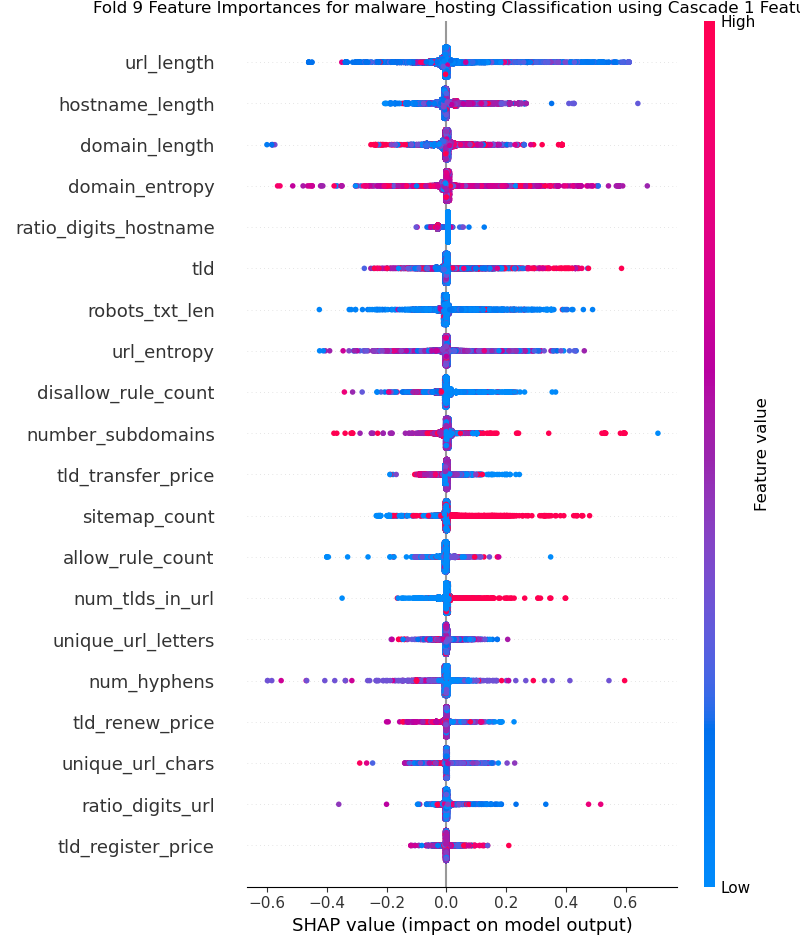 Fold 9 Feature Importances for malware_hosting Classification using Cascade 1 Featu
High
url_length
hostname_length
domain_length
domain_entropy
ratio_digits_hostname
tld
robots_txt_len
url_entropy
disallow_rule_count
number_subdomains
tld_transfer_price
sitemap_count
allow_rule_count
num_tlds_in_url
unique_url_letters
num_hyphens
tld_renew_price
unique_url_chars
ratio_digits_url
tld_register_price
Feature value
Low
−0.6 −0.4 −0.2 0.0 0.2 0.4 0.6
SHAP value (impact on model output)